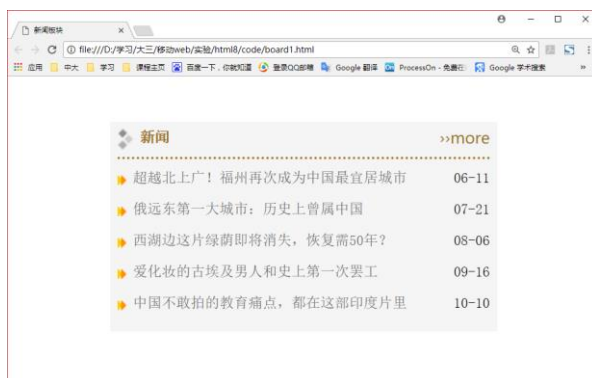 新闻板块
file:///D:/学习/大三/移动web/实验/html8/code/board1.html
应用 中大 学习 课程主页 百度一下，你就知道 登录QQ邮箱 Google 翻译 ProcessOn - 免费在 Google 学术搜索 »
新闻 ››more
超越北上广！福州再次成为中国最宜居城市 06-11
俄远东第一大城市：历史上曾属中国 07-21
西湖边这片绿荫即将消失，恢复需50年？ 08-06
爱化妆的古埃及男人和史上第一次罢工 09-16
中国不敢拍的教育痛点，都在这部印度片里 10-10